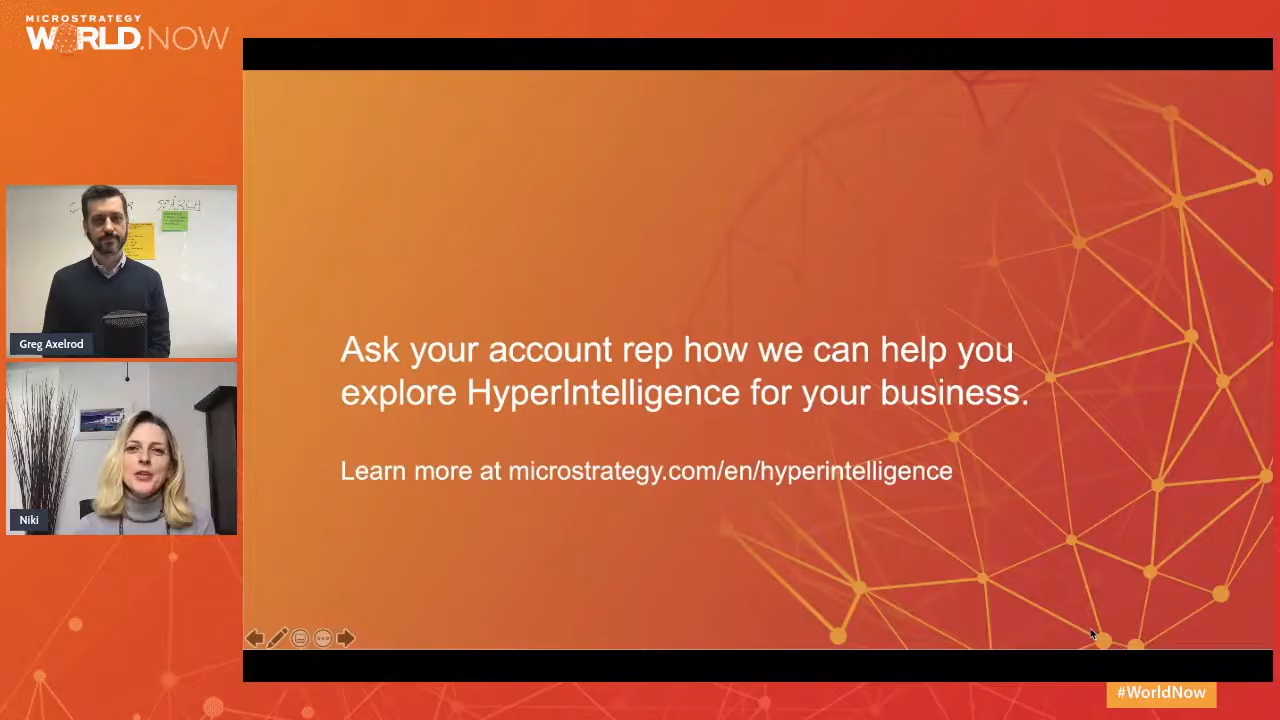 MICROSTRATEGY
WORLD.NOW
SEARCH
Greg Axelrod
Niki
Ask your account rep how we can help you
explore HyperIntelligence for your business.
Learn more at microstrategy.com/en/hyperintelligence
#WorldNow